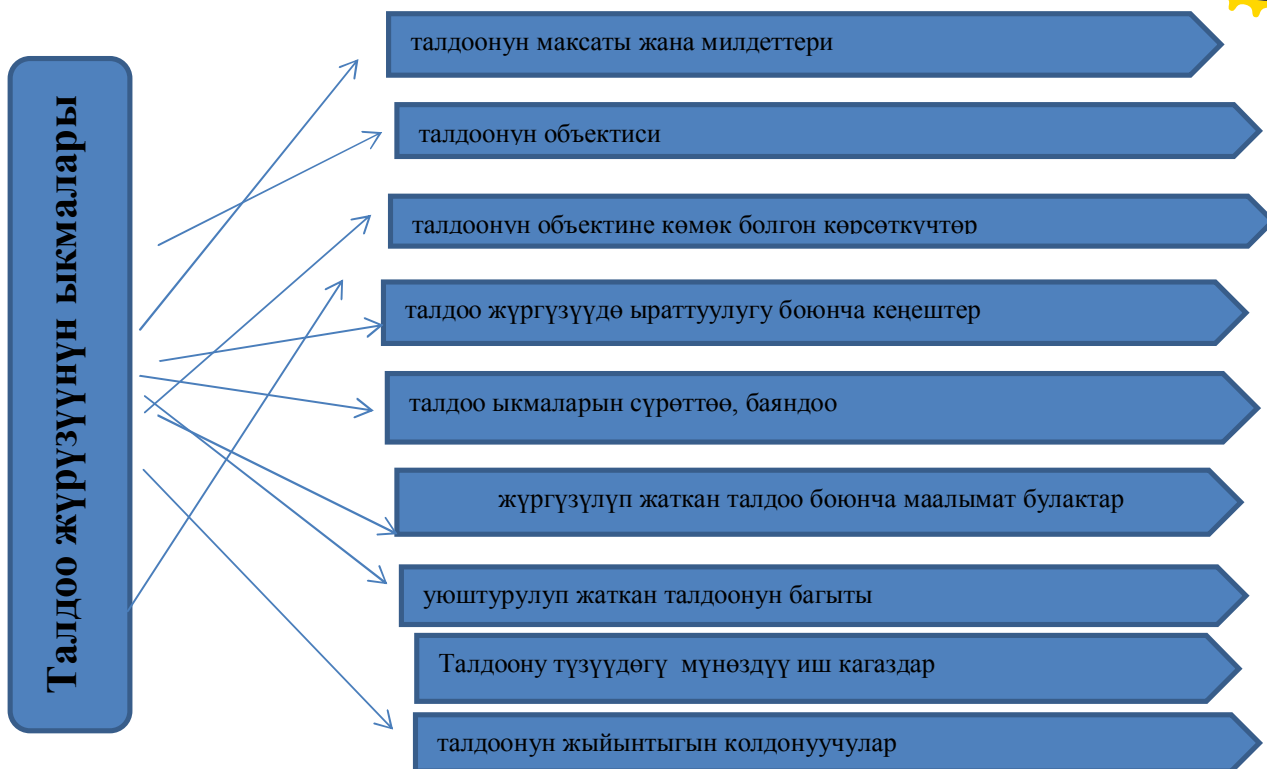 Талдоо жүрүзүүнүн ыкмалары
талдоонун максаты жана милдеттери
талдоонун объектиси
талдоонун объектине көмөк болгон көрсөткүчтөр
талдоо жүргүзүүдө ыраттуулугу боюнча кеңештер
талдоо ыкмаларын сүрөттөө, баяндоо
жүргүзүлүп жаткан талдоо боюнча маалымат булактар
уюштурулуп жаткан талдоонун багыты
Талдоону түзүүдөгү мүнөздүү иш кагаздар
талдоонун жыйынтыгын колдонуучулар